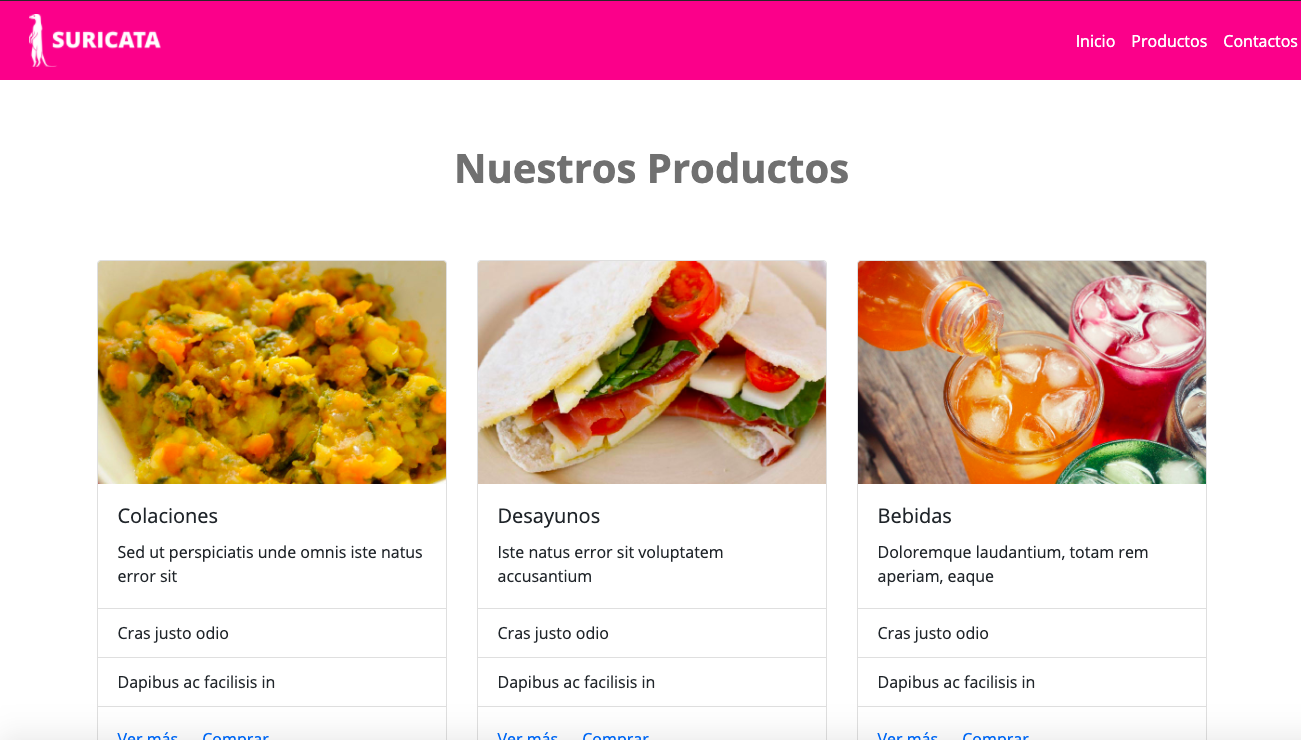 SURICATA
Inicio Productos Contactos
Nuestros Productos
Colaciones
Sed ut perspiciatis unde omnis iste natus
error sit
Cras justo odio
Dapibus ac facilisis in
Ver más Comprar
Desayunos
Iste natus error sit voluptatem
accusantium
Cras justo odio
Dapibus ac facilisis in
Ver más Comprar
Bebidas
Doloremque laudantium, totam rem
aperiam, eaque
Cras justo odio
Dapibus ac facilisis in
Ver más Comprar